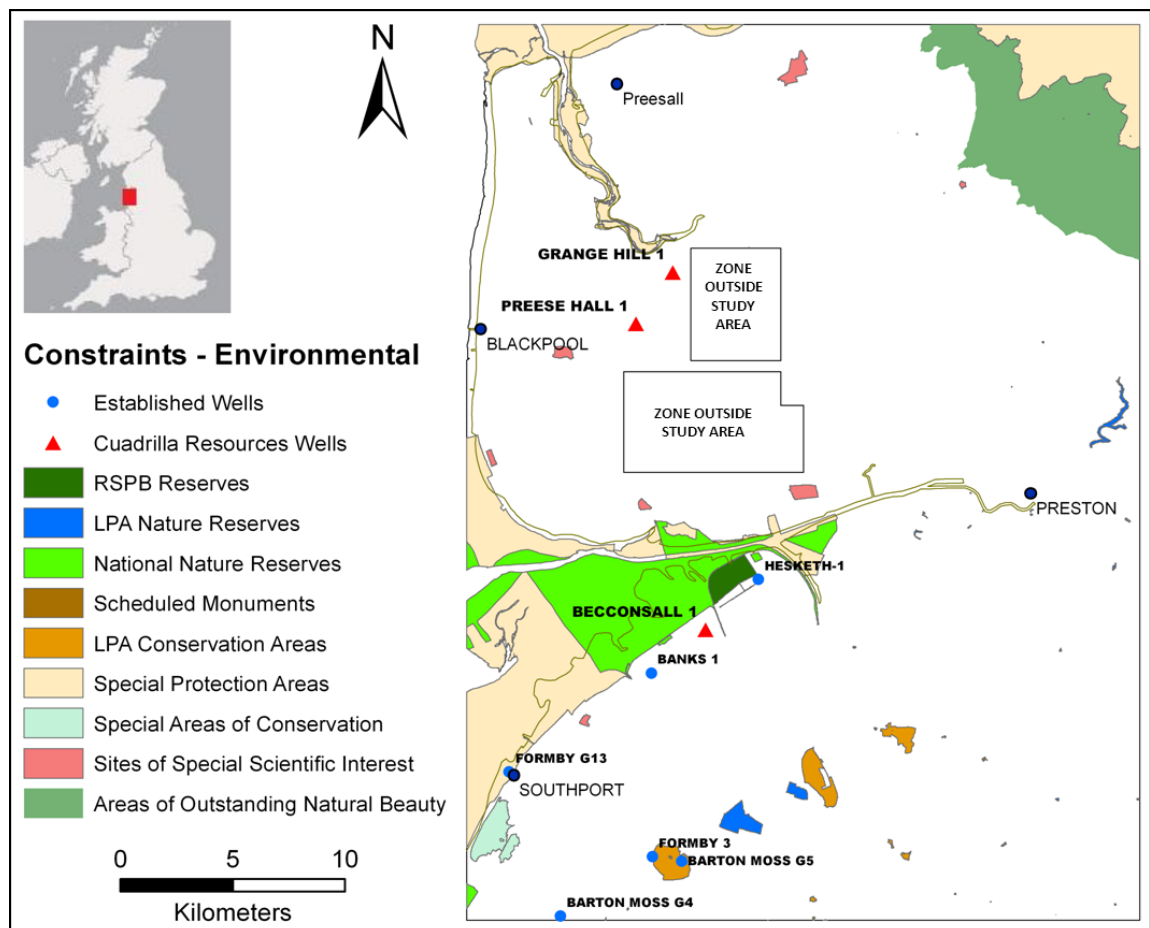 N
Preesall
GRANGE HILL 1
ZONE
OUTSIDE
STUDY
AREA
PREESE HALL 1
BLACKPOOL
ZONE OUTSIDE
STUDY AREA
PRESTON
HESKETH-1
BECCONSALL 1
BANKS 1
FORMBY G13
SOUTHPORT
FORMBY 3
BARTON MOSS G5
BARTON MOSS G4
Constraints - Environmental
Established Wells
Cuadrilla Resources Wells
RSPB Reserves
LPA Nature Reserves
National Nature Reserves
Scheduled Monuments
LPA Conservation Areas
Special Protection Areas
Special Areas of Conservation
Sites of Special Scientific Interest
Areas of Outstanding Natural Beauty
0 5 10
Kilometers